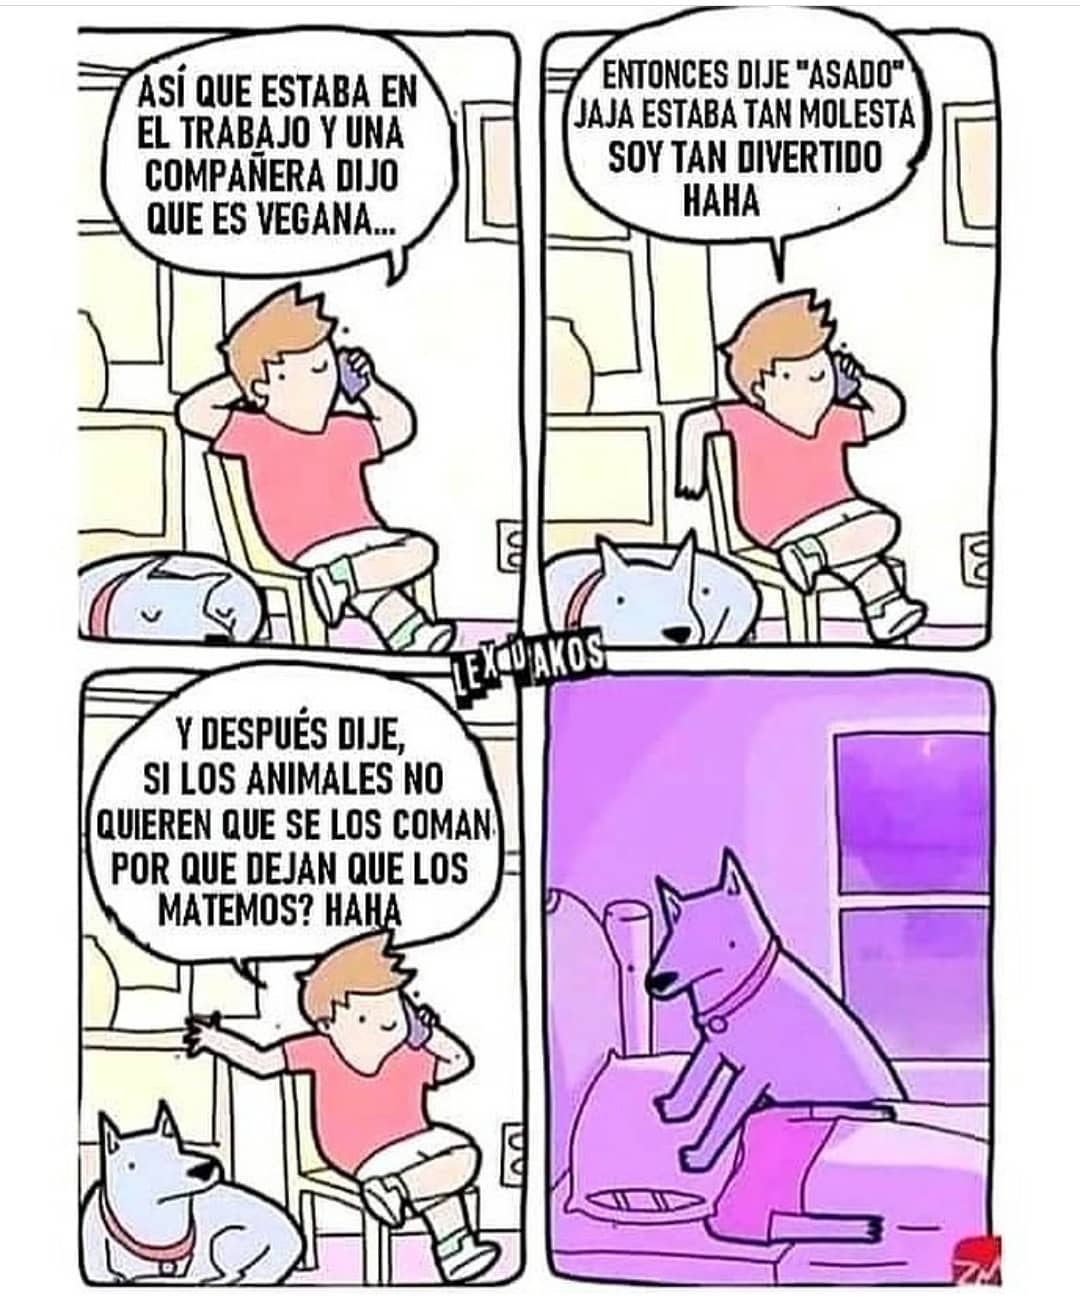 ASÍ QUE ESTABA EN
EL TRABAJO Y UNA
COMPAÑERA DIJO
QUE ES VEGANA...
ENTONCES DIJE "ASADO"
JAJA ESTABA TAN MOLESTA
SOY TAN DIVERTIDO
HAHA
LEX D'AKOS
Y DESPUÉS DIJE,
SI LOS ANIMALES NO
QUIEREN QUE SE LOS COMAN
POR QUE DEJAN QUE LOS
MATEMOS? HAHA